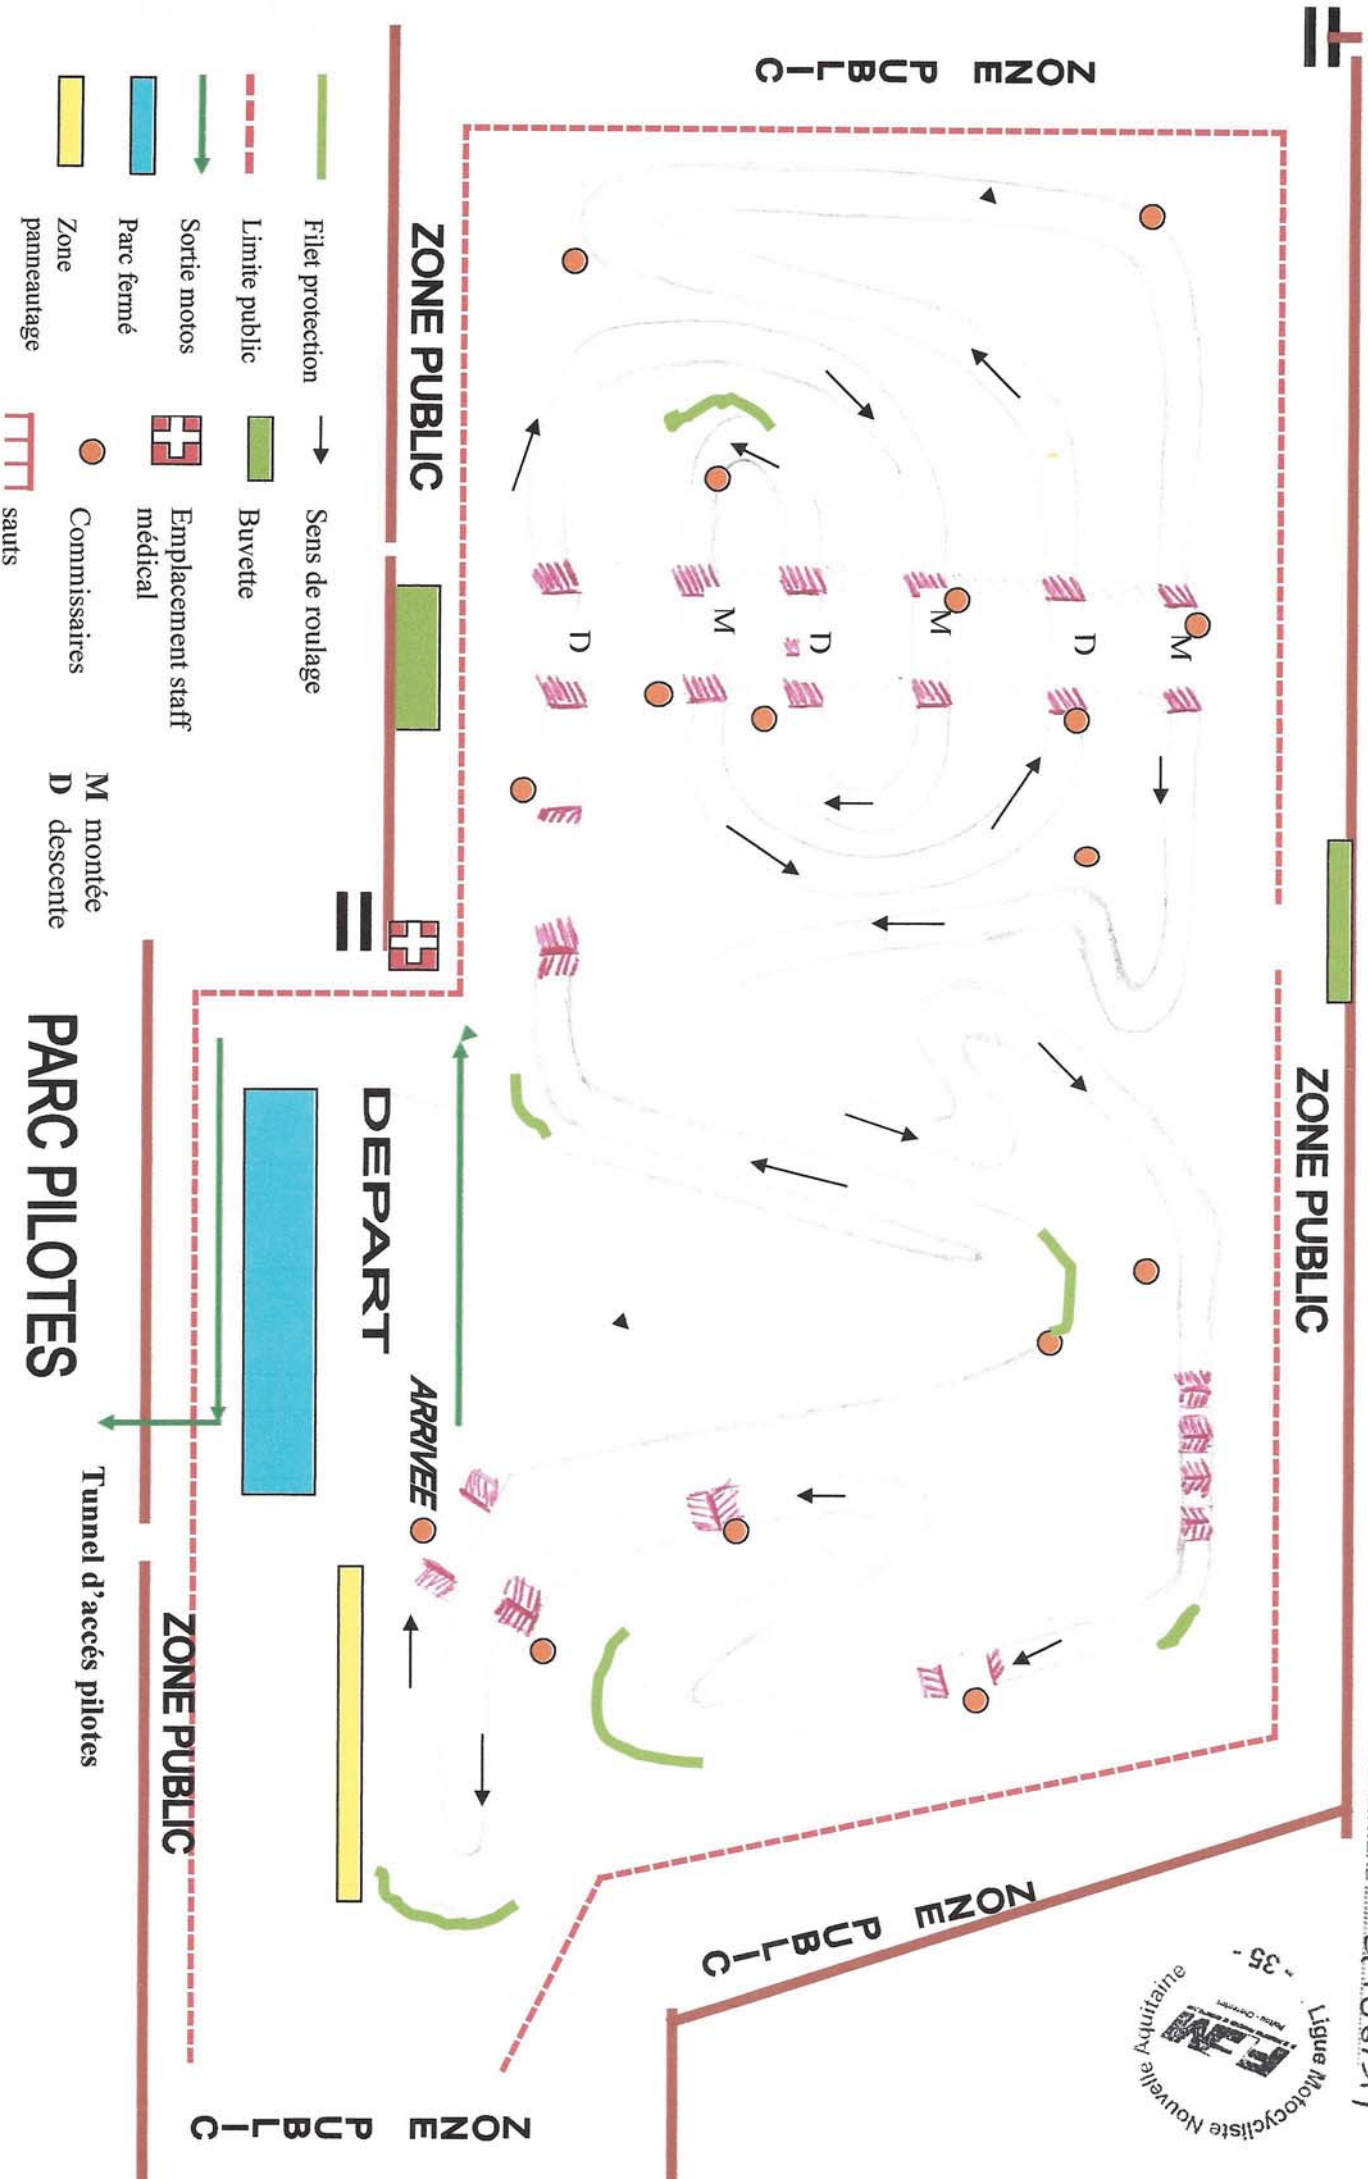 ZONE PUBLIC
ZONE PUBLIC
ZONE PUBLIC
ZONE PUBLIC
ZONE PUBLIC
ZONE PUBLIC
M
D
M
D
M
D
DEPART
ARRIVEE
PARC PILOTES
Tunnel d'accés pilotes
Filet protection
Limite public
Sortie motos
Parc fermé
Zone
panneautage
Sens de roulage
Buvette
Emplacement staff
médical
Commissaires
sauts
M montée
D descente
Ligue Motocycliste Nouvelle Aquitaine
- 35 -
FFM